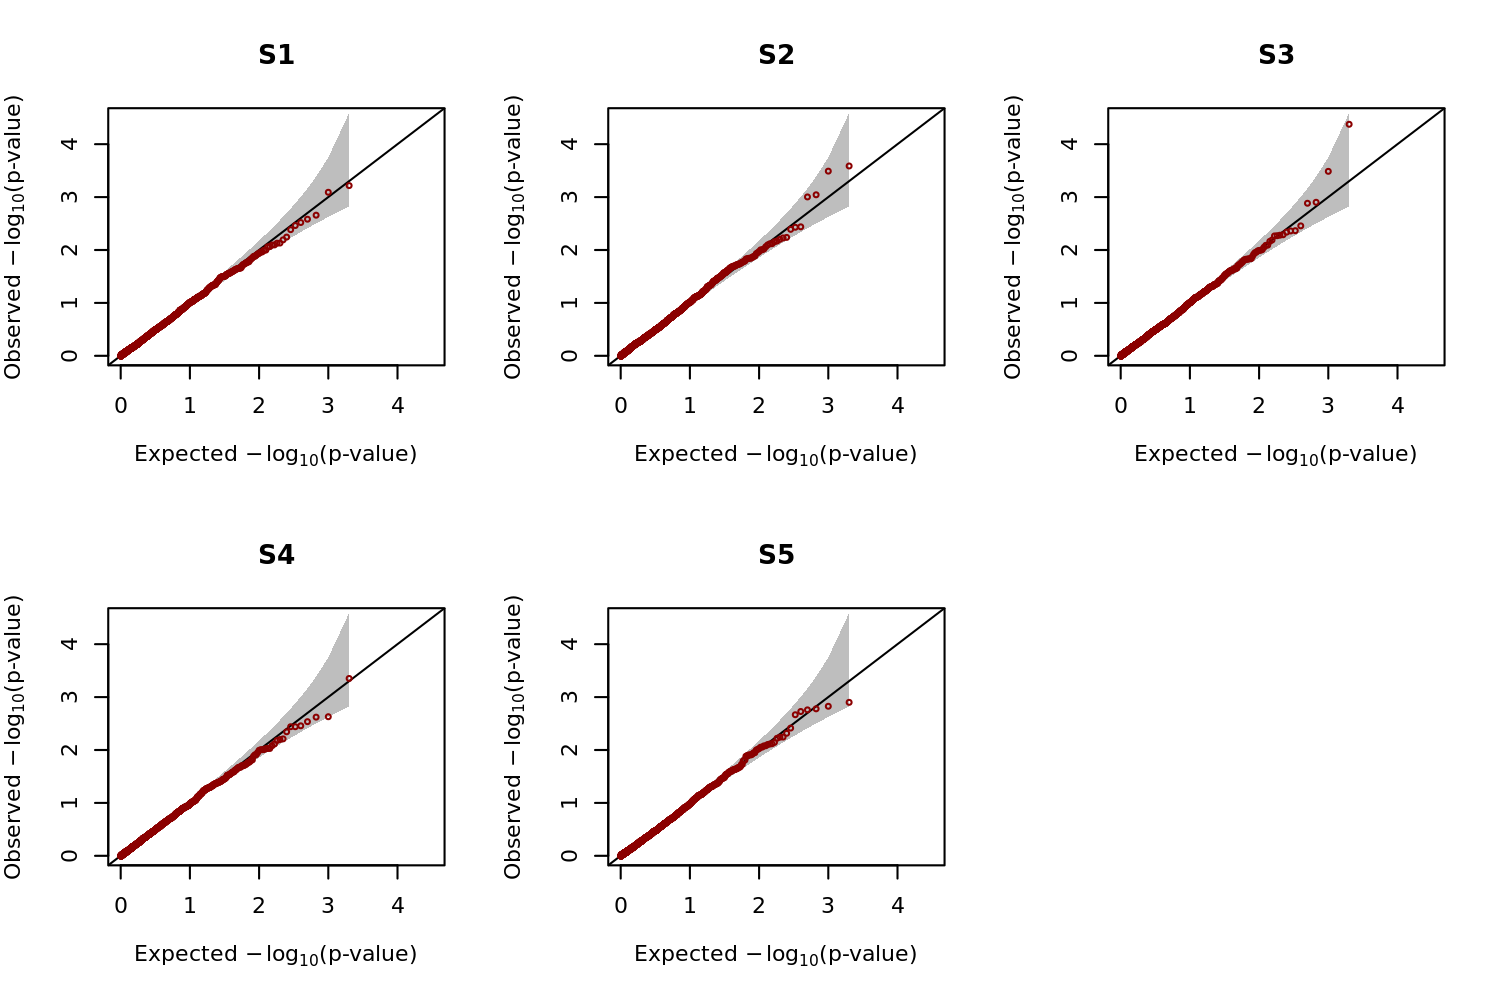 S1
Observed −log10(p-value)
4
3
2
1
0
0 1 2 3 4
Expected −log10(p-value)
S2
Observed −log10(p-value)
4
3
2
1
0
0 1 2 3 4
Expected −log10(p-value)
S3
Observed −log10(p-value)
4
3
2
1
0
0 1 2 3 4
Expected −log10(p-value)
S4
Observed −log10(p-value)
4
3
2
1
0
0 1 2 3 4
Expected −log10(p-value)
S5
Observed −log10(p-value)
4
3
2
1
0
0 1 2 3 4
Expected −log10(p-value)